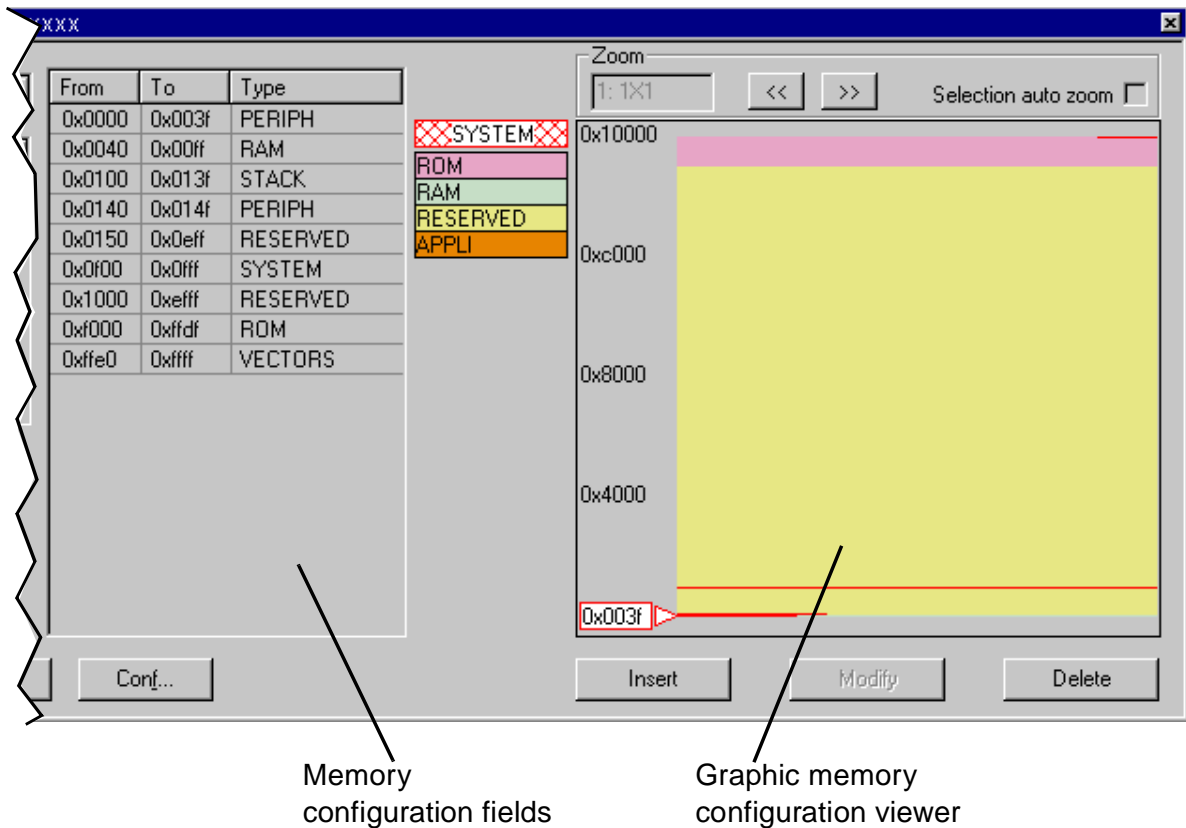 XXX
From To Type
0x0000 0x003f PERIPH
0x0040 0x00ff RAM
0x0100 0x013f STACK
0x0140 0x014f PERIPH
0x0150 0x0eff RESERVED
0x0f00 0x0fff SYSTEM
0x1000 0xefff RESERVED
0xf000 0xffdf ROM
0xffe0 0xffff VECTORS
SYSTEM
ROM
RAM
RESERVED
APPLI
Zoom
1: 1X1 << >> Selection auto zoom
0x10000
0xc000
0x8000
0x4000
0x003f
Conf... Insert Modify Delete
Memory
configuration fields
Graphic memory
configuration viewer